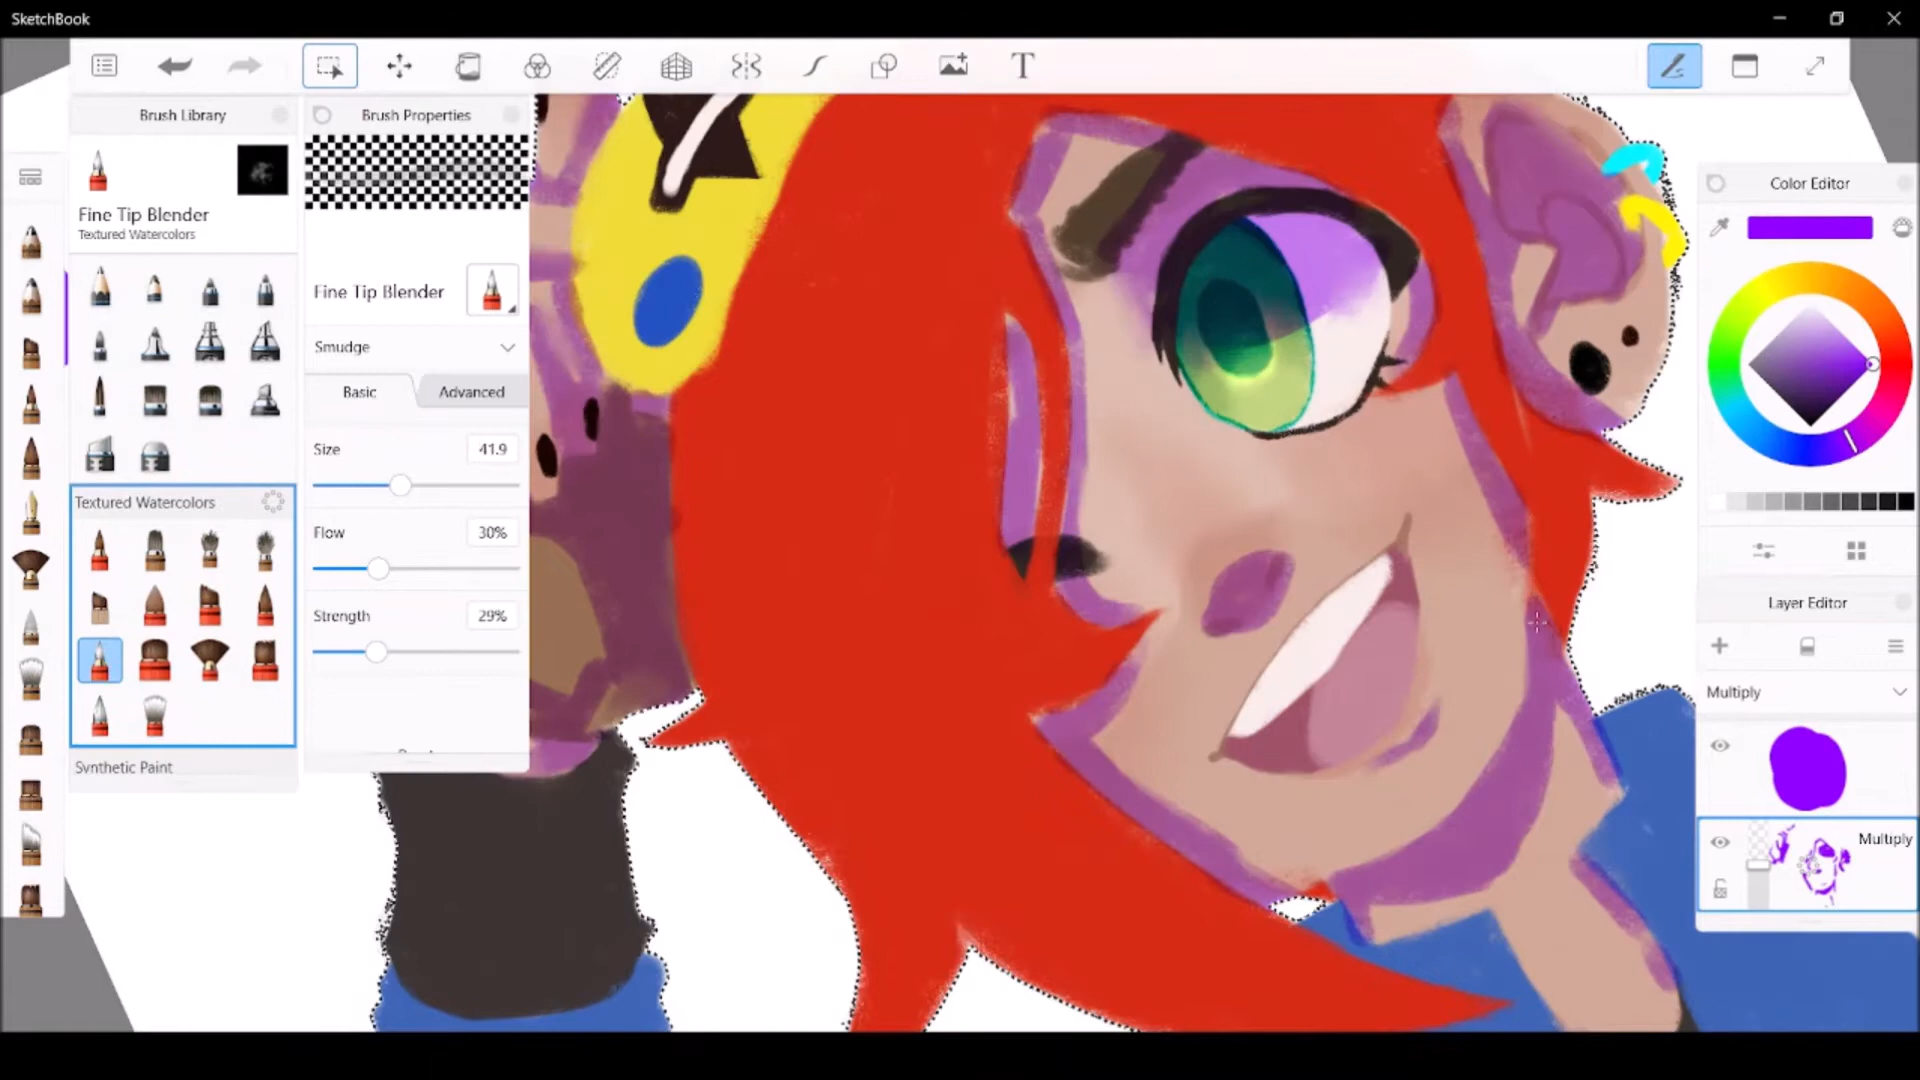 SketchBook
T
Brush Library
Fine Tip Blender
Textured Watercolors
Textured Watercolors
Synthetic Paint
Brush Properties
Fine Tip Blender
Smudge
Basic
Advanced
Size
41.9
Flow
30%
Strength
29%
Color Editor
Layer Editor
Multiply
Multiply